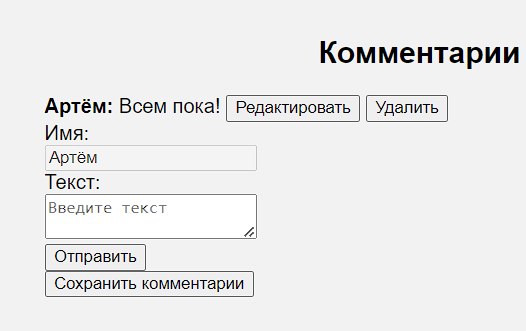 Комментарии
Артём: Всем пока! Редактировать Удалить
Имя:
Артём
Текст:
Введите текст
Отправить
Сохранить комментарии